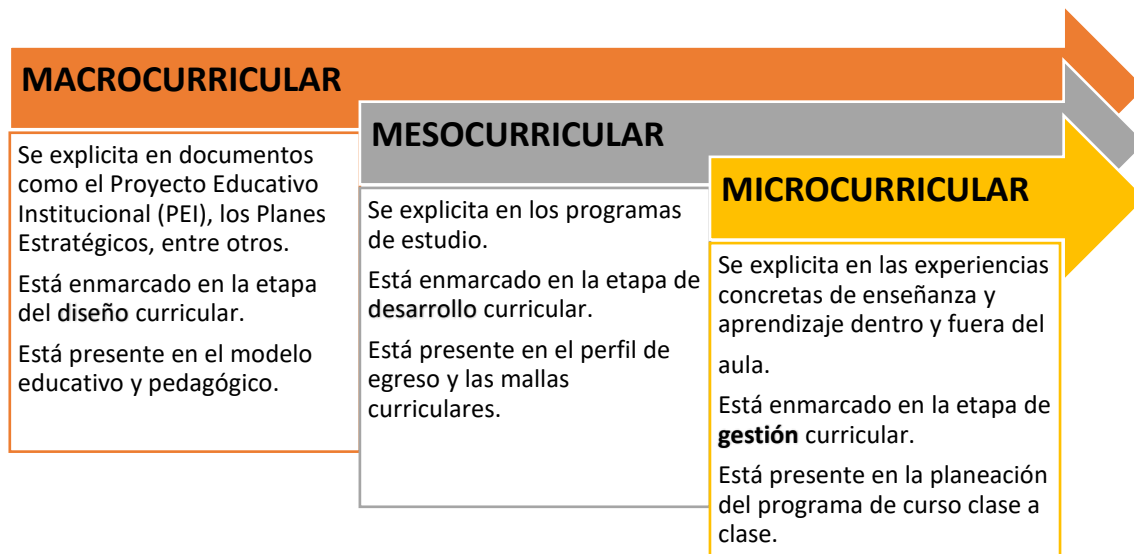 MACROCURRICULAR
Se explicita en documentos
como el Proyecto Educativo
Institucional (PEI), los Planes
Estratégicos, entre otros.
Está enmarcado en la etapa
del diseño curricular.
Está presente en el modelo
educativo y pedagógico.
MESOCURRICULAR
Se explicita en los programas
de estudio.
Está enmarcado en la etapa de
desarrollo curricular.
Está presente en el perfil de
egreso y las mallas
curriculares.
MICROCURRICULAR
Se explicita en las experiencias
concretas de enseñanza y
aprendizaje dentro y fuera del
aula.
Está enmarcado en la etapa de
gestión curricular.
Está presente en la planeación
del programa de curso clase a
clase.